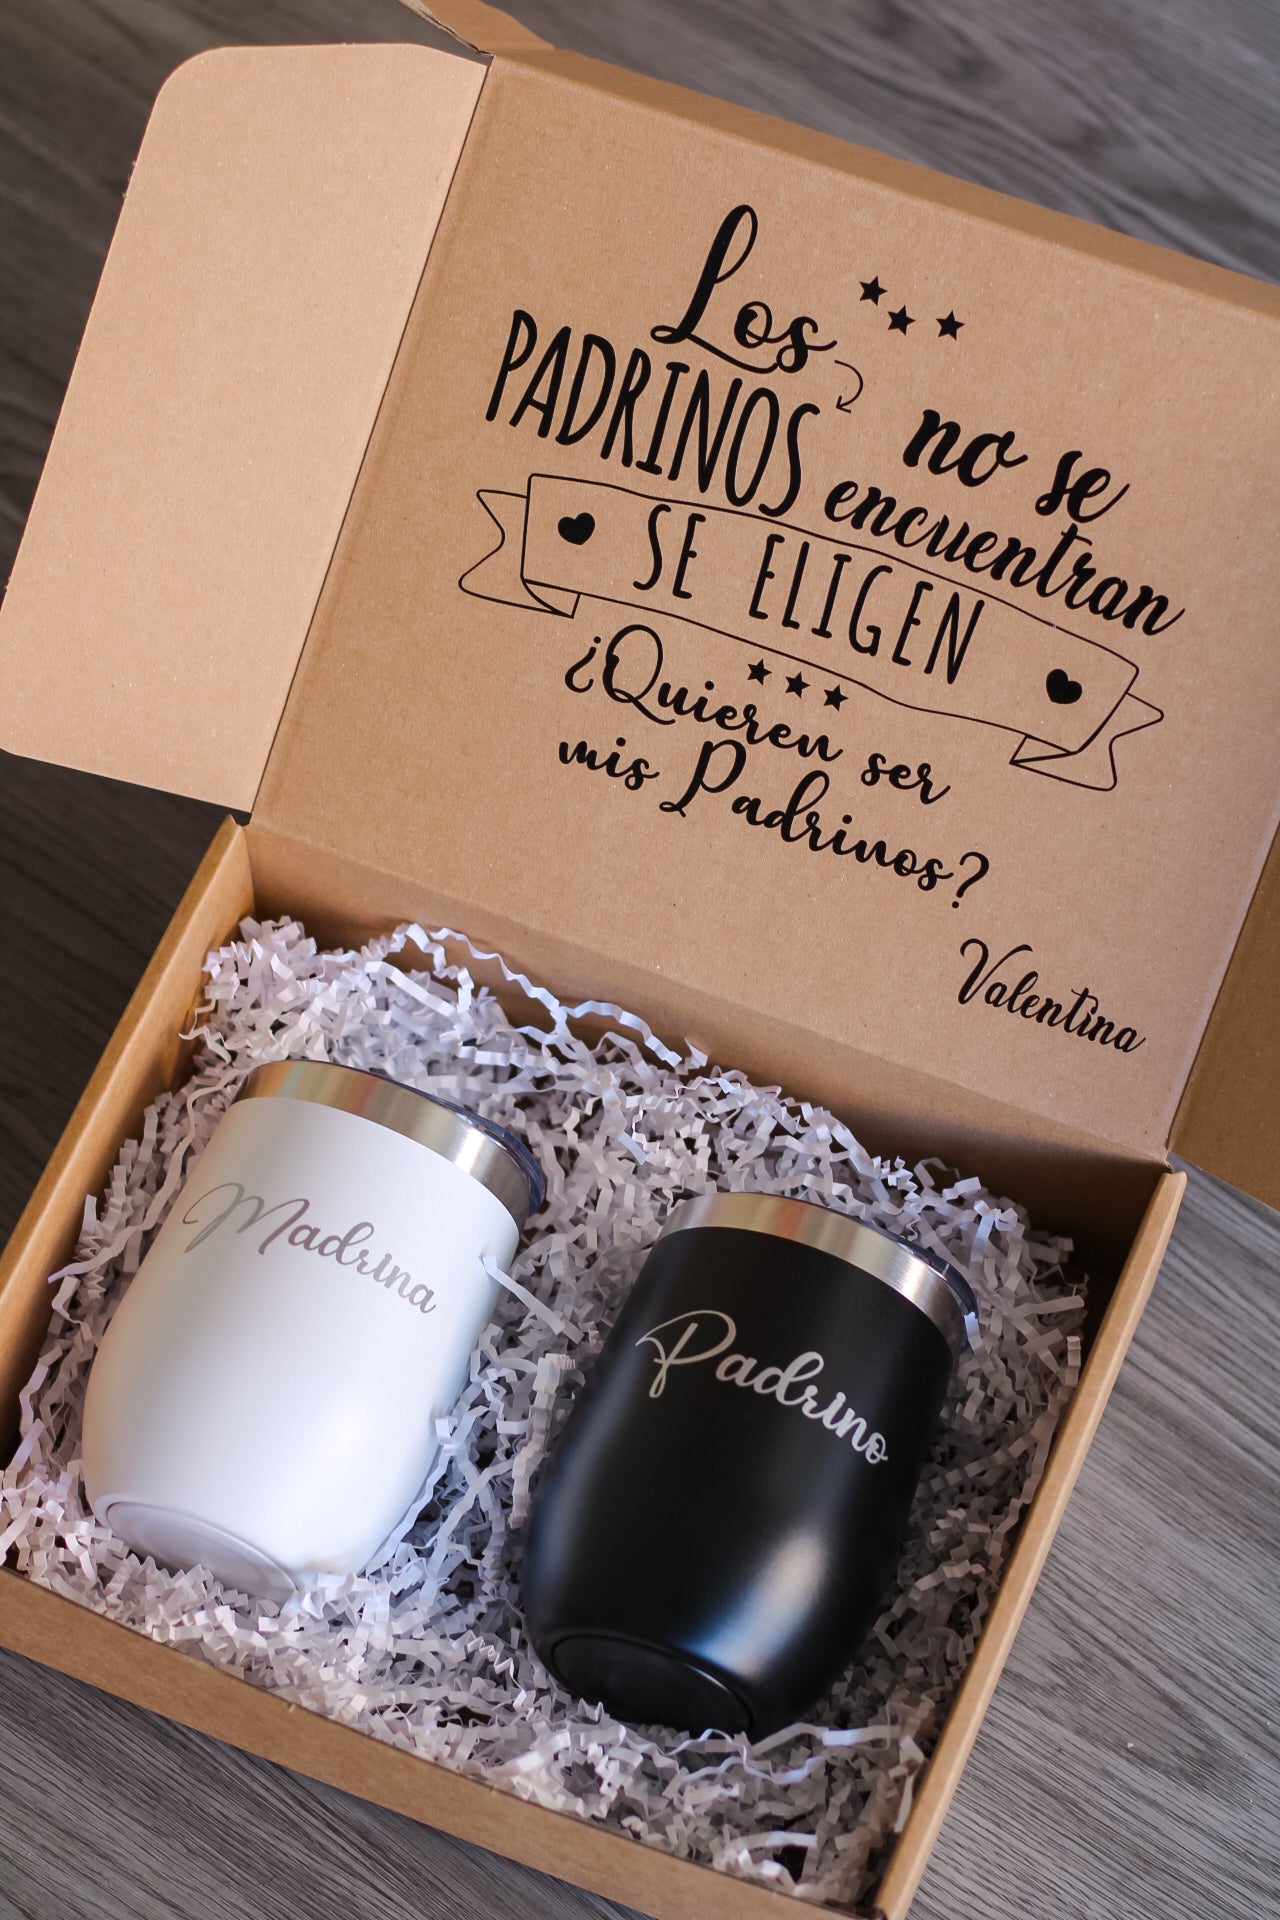 Los
PADRINOS
no se
encuentran
SE ELIGEN
¿Quieren ser
mis Padrinos?
Valentina
Madrina
Padrino